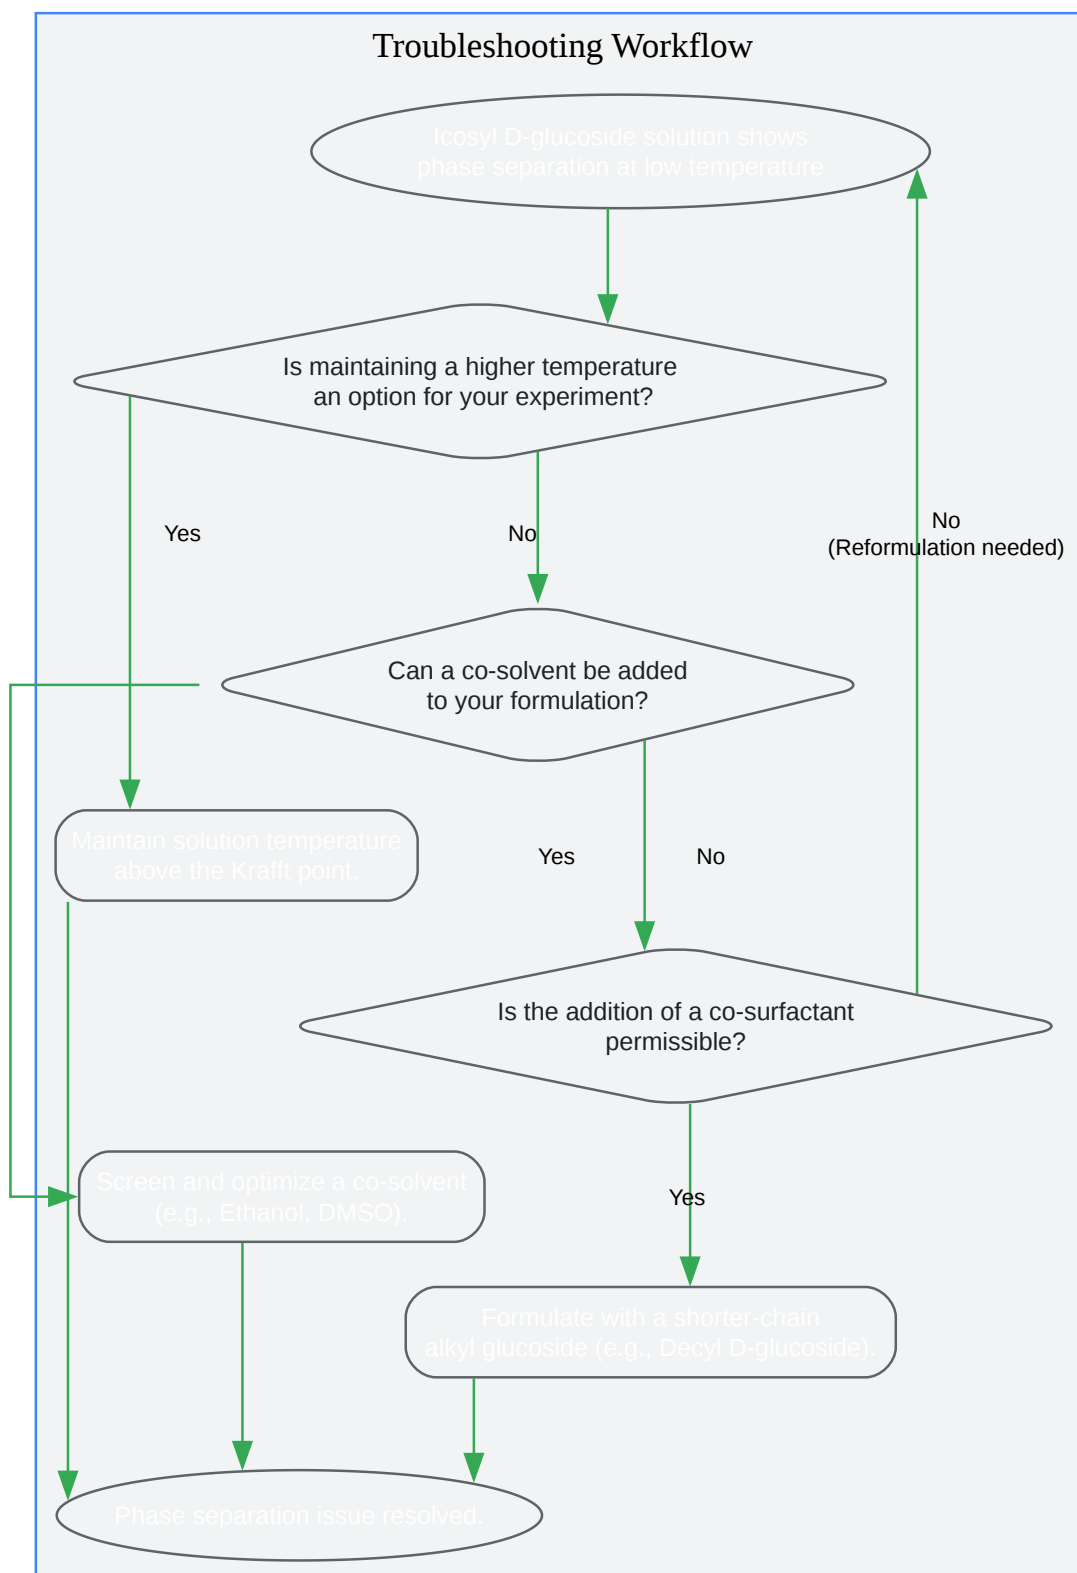 Troubleshooting Workflow
Icosyl D-glucoside solution shows
phase separation at low temperature
Is maintaining a higher temperature
an option for your experiment?
Yes
No
No
(Reformulation needed)
Can a co-solvent be added
to your formulation?
Maintain solution temperature
above the Krafft point.
Yes
No
Is the addition of a co-surfactant
permissible?
Screen and optimize a co-solvent
(e.g., Ethanol, DMSO).
Yes
Formulate with a shorter-chain
alkyl glucoside (e.g., Decyl D-glucoside).
Phase separation issue resolved.